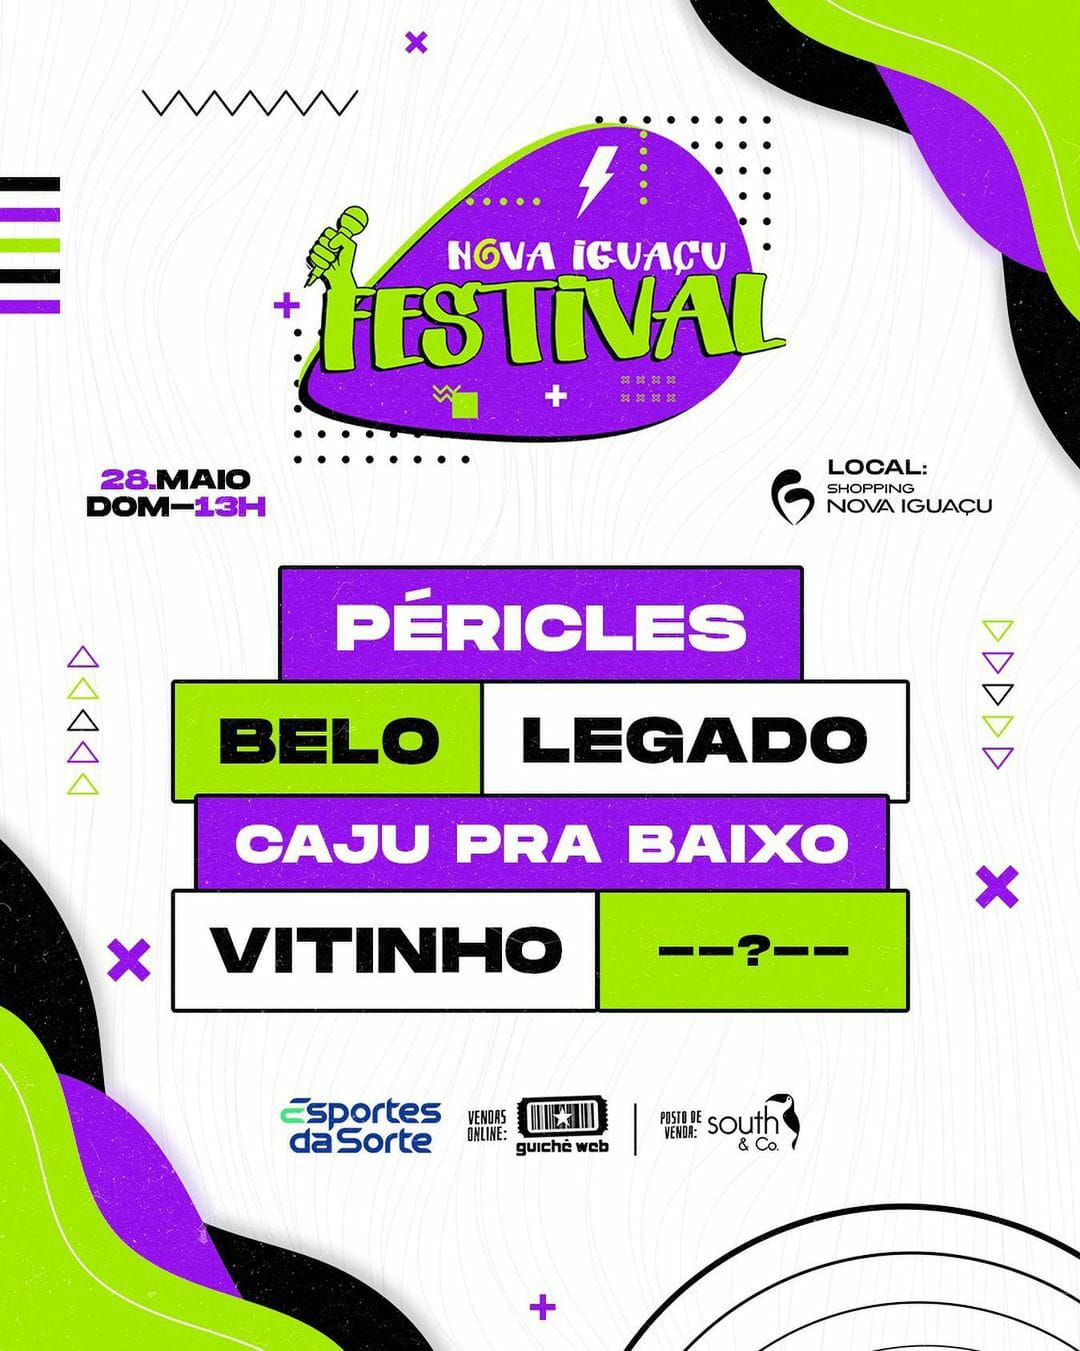 NOVA IGUAÇU
FESTIVAL
28.MAIO
DOM—13H
LOCAL:
SHOPPING
NOVA IGUAÇU
PÉRICLES
BELO
LEGADO
CAJU PRA BAIXO
VITINHO
——?——
Esportes
da Sorte
VENDAS
ONLINE:
guichê web
POSTO DE
VENDA:
south
& Co.